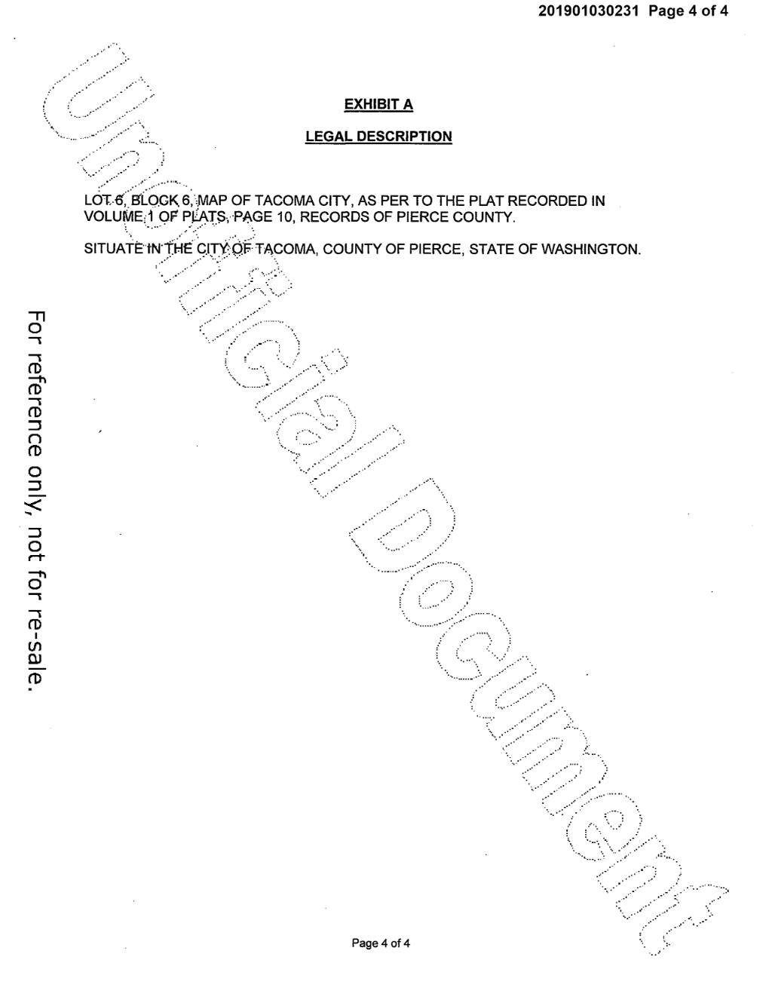 201901030231 Page 4 of 4
EXHIBIT A
LEGAL DESCRIPTION
LOT 6, BLOCK 6, MAP OF TACOMA CITY, AS PER TO THE PLAT RECORDED IN
VOLUME 1 OF PLATS, PAGE 10, RECORDS OF PIERCE COUNTY.
SITUATE IN THE CITY OF TACOMA, COUNTY OF PIERCE, STATE OF WASHINGTON.
For reference only, not for re-sale.
Unofficial Document
Page 4 of 4